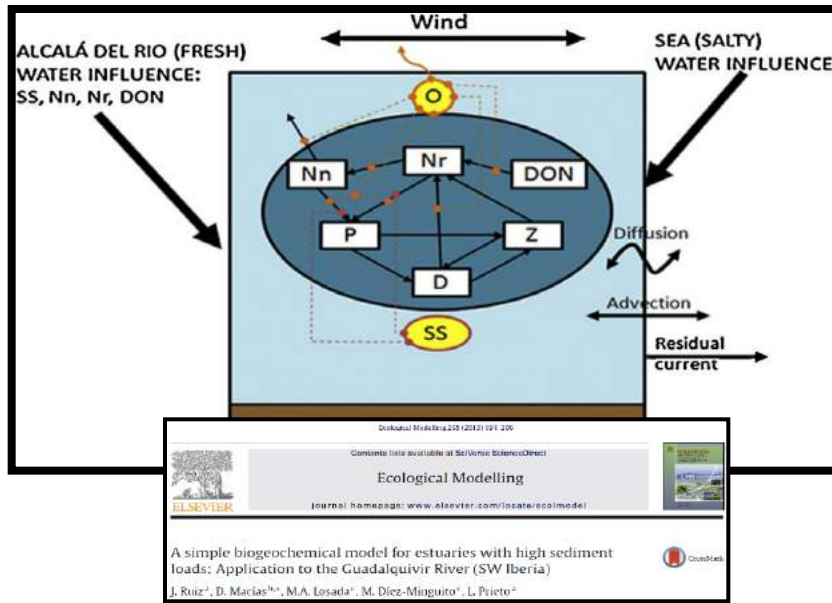 Wind
ALCALÁ DEL RIO (FRESH)
WATER INFLUENCE:
SS, Nn, Nr, DON
SEA (SALTY)
WATER INFLUENCE
O
Nn
Nr
DON
P
Z
D
SS
Diffusion
Advection
Residual
current
Ecological Modelling
Contents lists available at SciVerse ScienceDirect
Ecological Modelling
journal homepage: www.elsevier.com/locate/ecolmodel
ELSEVIER
A simple biogeochemical model for estuaries with high sediment
loads: Application to the Guadalquivir River (SW Iberia)
CrossMark
J. Ruiz, D. Macías, M.A. Losada, M. Díez-Minguito, L. Prieto